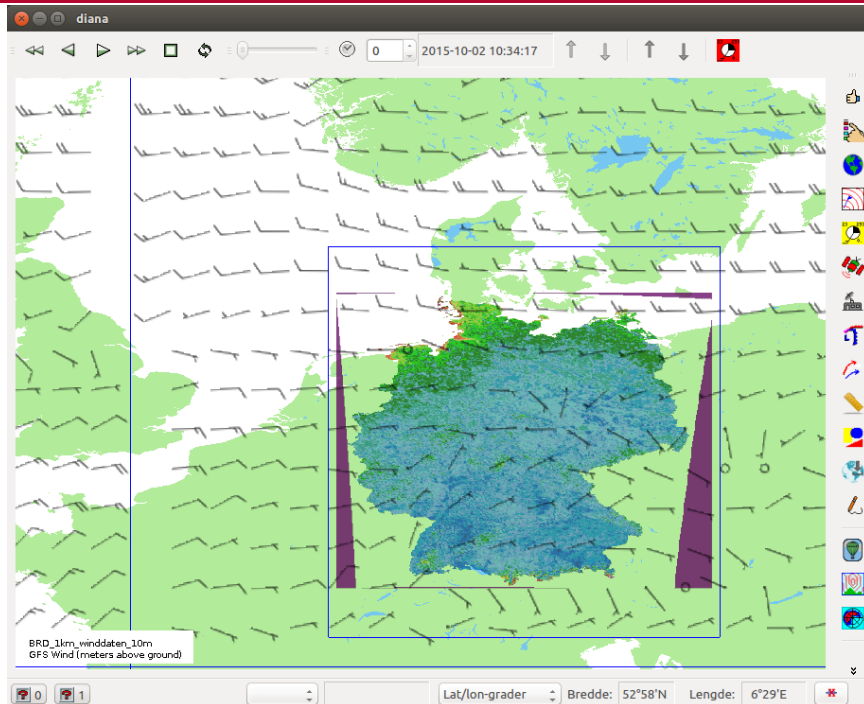 diana
0
2015-10-02 10:34:17
BRD_1km_winddaten_10m
GFS Wind (meters above ground)
0
1
Lat/lon-grader
Bredde:
52°58'N
Lengde:
6°29'E